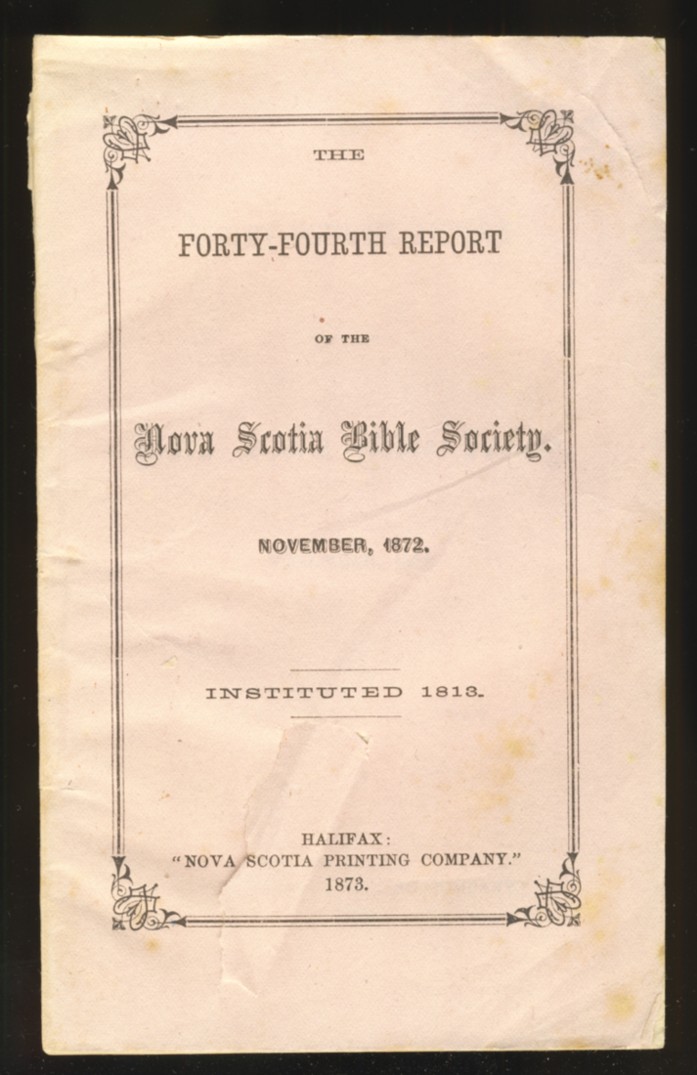 THE
FORTY-FOURTH REPORT
OF THE
Nova Scotia Bible Society.
NOVEMBER, 1872.
INSTITUTED 1813.
HALIFAX:
"NOVA SCOTIA PRINTING COMPANY."
1873.